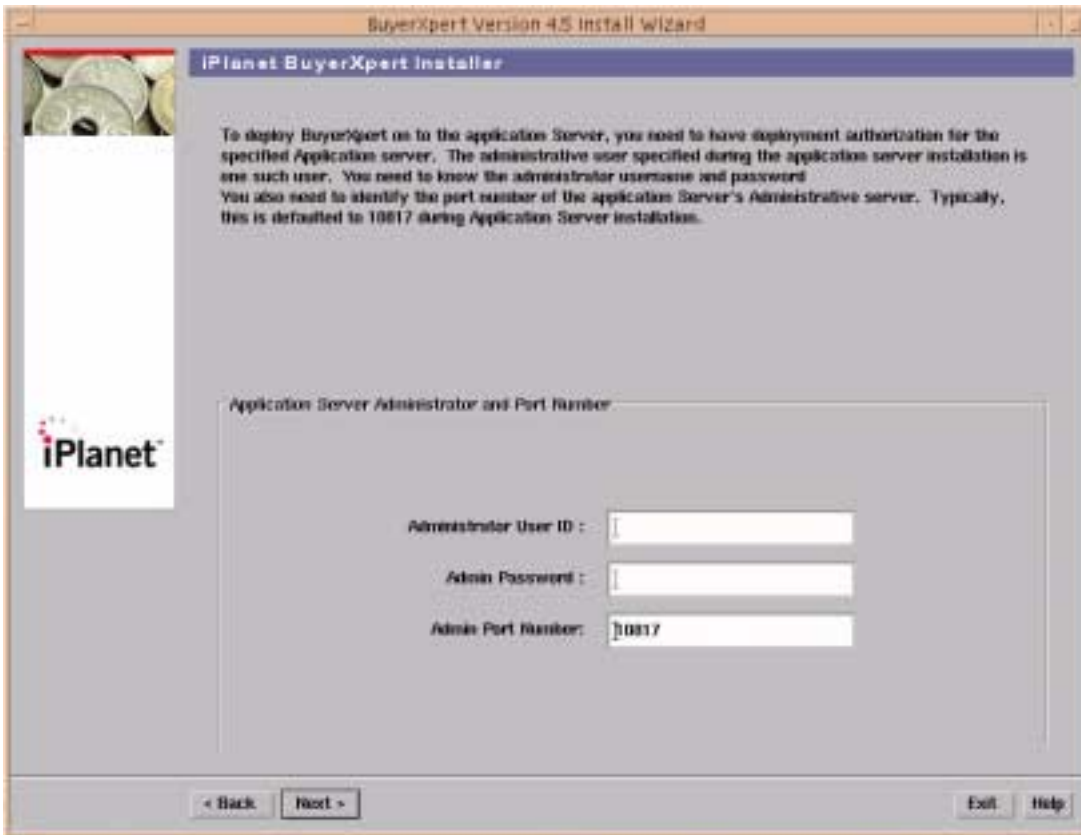 BuyerXpert Version 4.5 Install Wizard
iPlanet BuyerXpert Installer
To deploy BuyerXpert on to the application Server, you need to have deployment authorization for the
specified Application server. The administrative user specified during the application server installation is
one such user. You need to know the administrator username and password
You also need to identify the port number of the application Server's Administrative server. Typically,
this is defaulted to 10817 during Application Server installation.
Application Server Administrator and Port Number
iPlanet
Administrator User ID :
Admin Password :
Admin Port Number: 10817
< Back Next > Exit Help